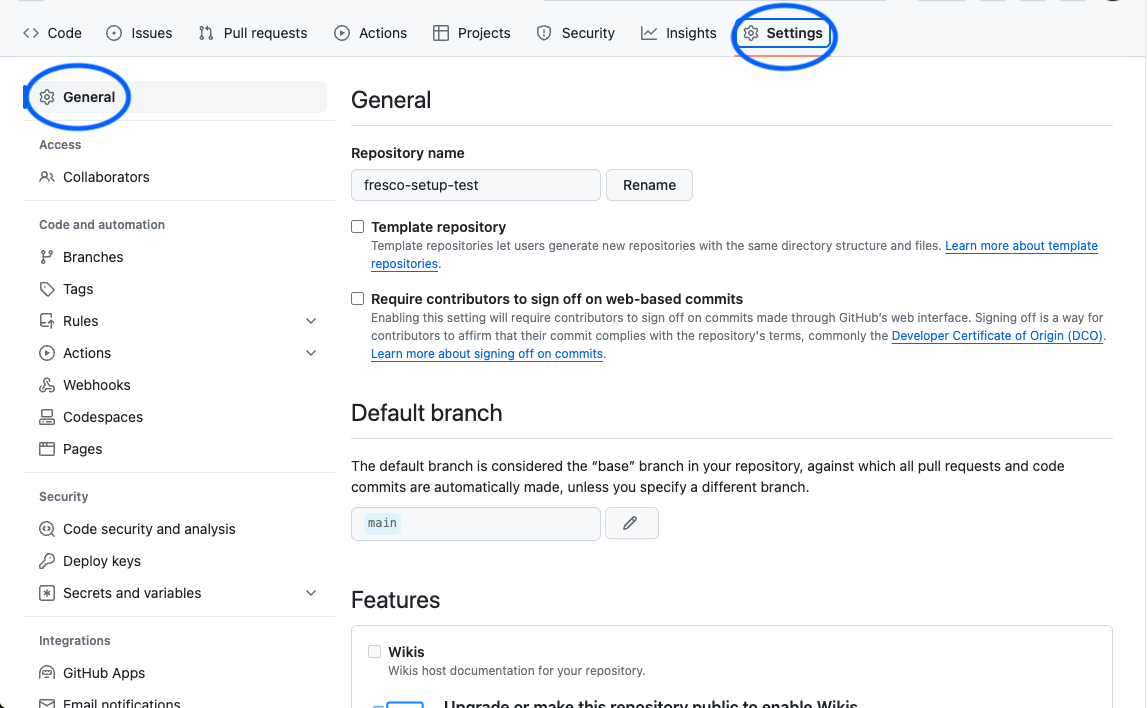 Code Issues Pull requests Actions Projects Security Insights Settings
General
Access
Collaborators
Code and automation
Branches
Tags
Rules
Actions
Webhooks
Codespaces
Pages
Security
Code security and analysis
Deploy keys
Secrets and variables
Integrations
GitHub Apps
Email notifications
General
Repository name
fresco-setup-test Rename
Template repository
Template repositories let users generate new repositories with the same directory structure and files. Learn more about template
repositories.
Require contributors to sign off on web-based commits
Enabling this setting will require contributors to sign off on commits made through GitHub’s web interface. Signing off is a way for
contributors to affirm that their commit complies with the repository's terms, commonly the Developer Certificate of Origin (DCO).
Learn more about signing off on commits.
Default branch
The default branch is considered the “base” branch in your repository, against which all pull requests and code
commits are automatically made, unless you specify a different branch.
main
Features
Wikis
Wikis host documentation for your repository.
Upgrade or make this repository public to enable Wikis